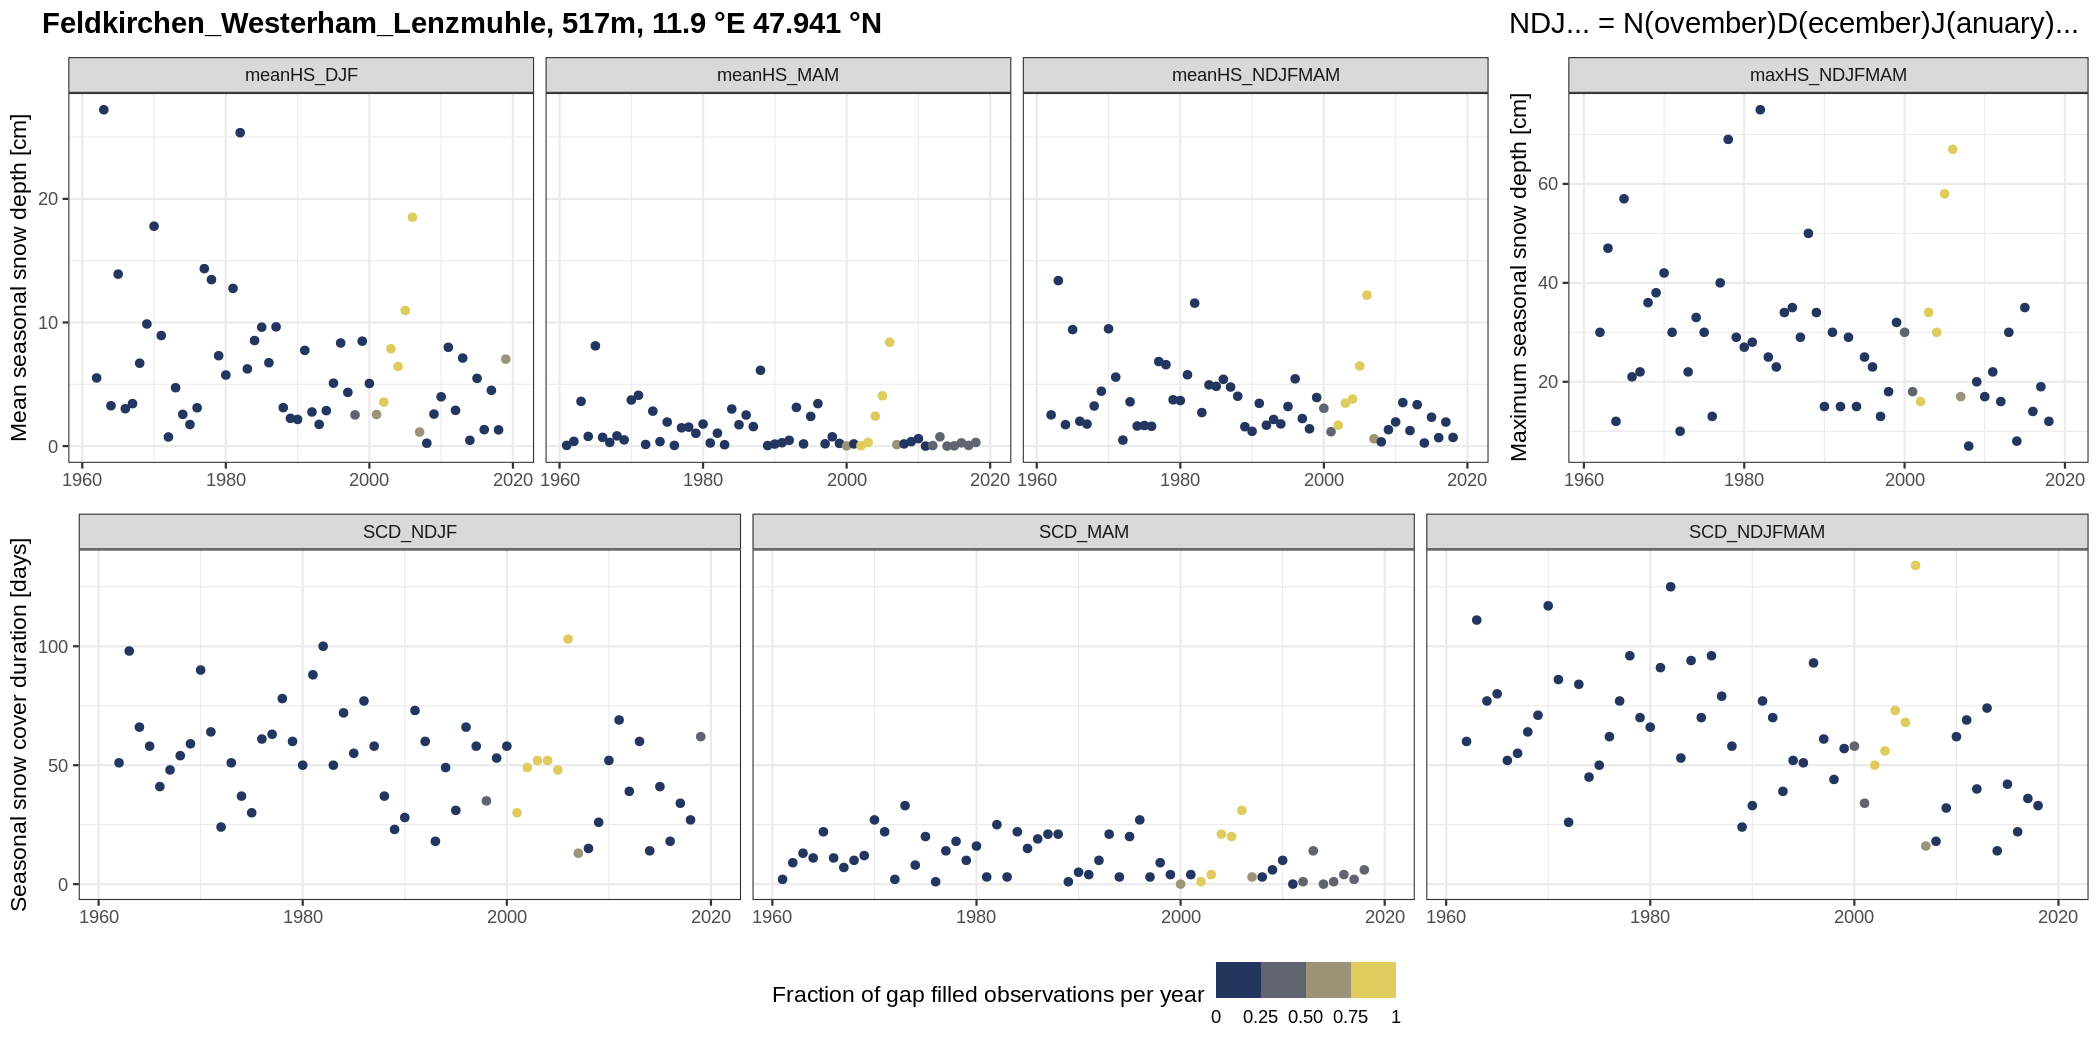 Feldkirchen_Westerham_Lenzmuhle, 517m, 11.9 °E 47.941 °N
NDJ... = N(ovember)D(ecember)J(anuary)...
meanHS_DJF
meanHS_MAM
meanHS_NDJFMAM
maxHS_NDJFMAM
Mean seasonal snow depth [cm]
20
10
0
1960 1980 2000 2020
1960 1980 2000 2020
1960 1980 2000 2020
Maximum seasonal snow depth [cm]
60
40
20
1960 1980 2000 2020
SCD_NDJF
SCD_MAM
SCD_NDJFMAM
Seasonal snow cover duration [days]
100
50
0
1960 1980 2000 2020
1960 1980 2000 2020
1960 1980 2000 2020
Fraction of gap filled observations per year
0 0.25 0.50 0.75 1